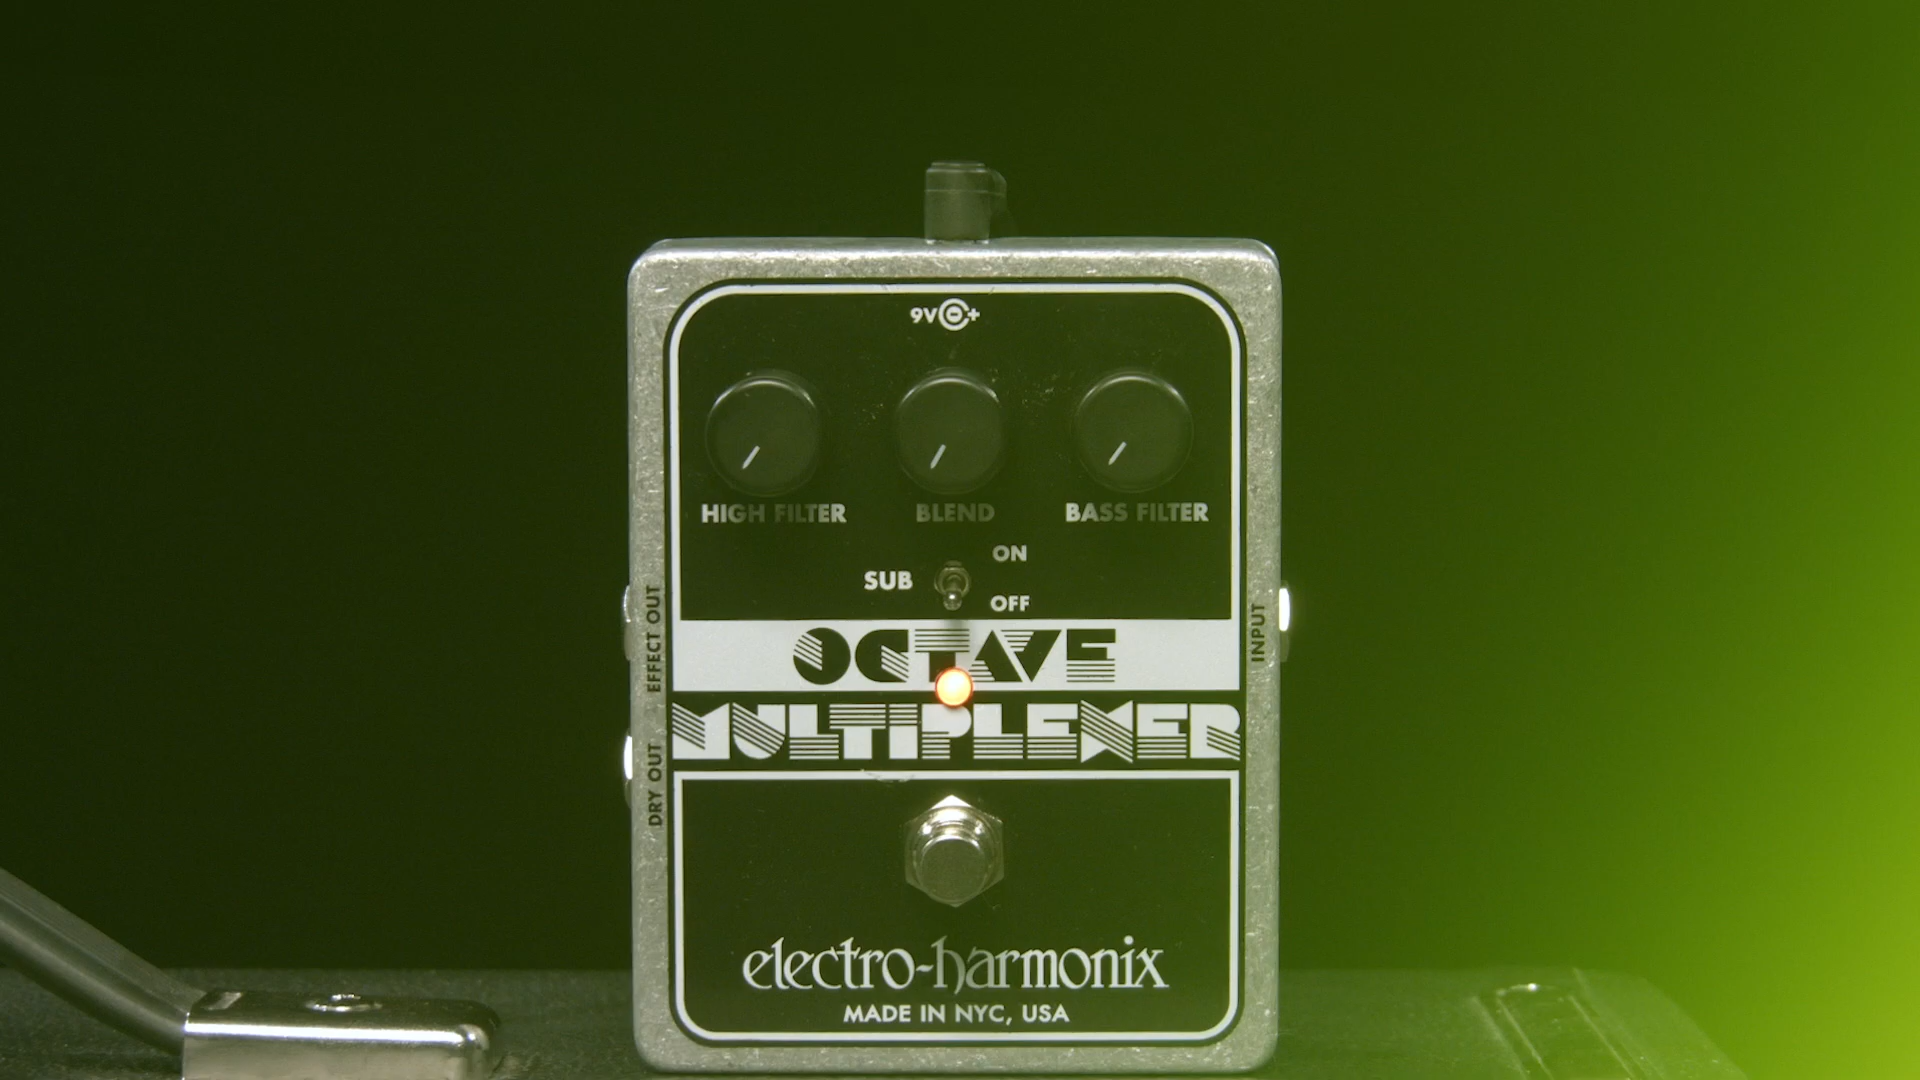 9V - +
HIGH FILTER BLEND BASS FILTER
ON
SUB
OFF
EFFECT OUT
INPUT
OCTAVE
MULTIPLEXER
DRY OUT
electro-harmonix
MADE IN NYC, USA